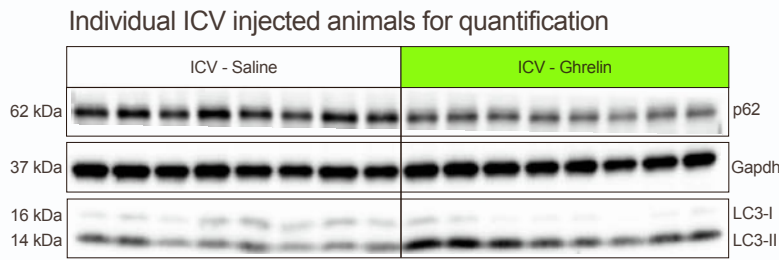 Individual ICV injected animals for quantification
ICV - Saline ICV - Ghrelin
62 kDa p62
37 kDa Gapdh
16 kDa LC3-I
14 kDa LC3-II